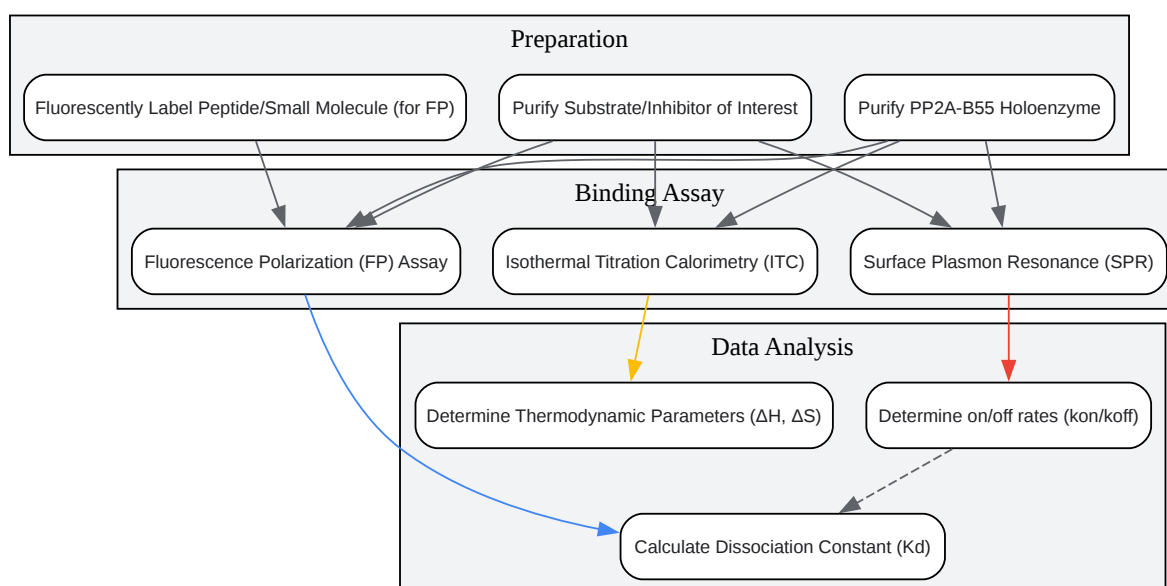 Preparation
Fluorescently Label Peptide/Small Molecule (for FP)
Purify Substrate/Inhibitor of Interest
Purify PP2A-B55 Holoenzyme
Binding Assay
Fluorescence Polarization (FP) Assay
Isothermal Titration Calorimetry (ITC)
Surface Plasmon Resonance (SPR)
Data Analysis
Determine Thermodynamic Parameters (ΔH, ΔS)
Determine on/off rates (kon/koff)
Calculate Dissociation Constant (Kd)